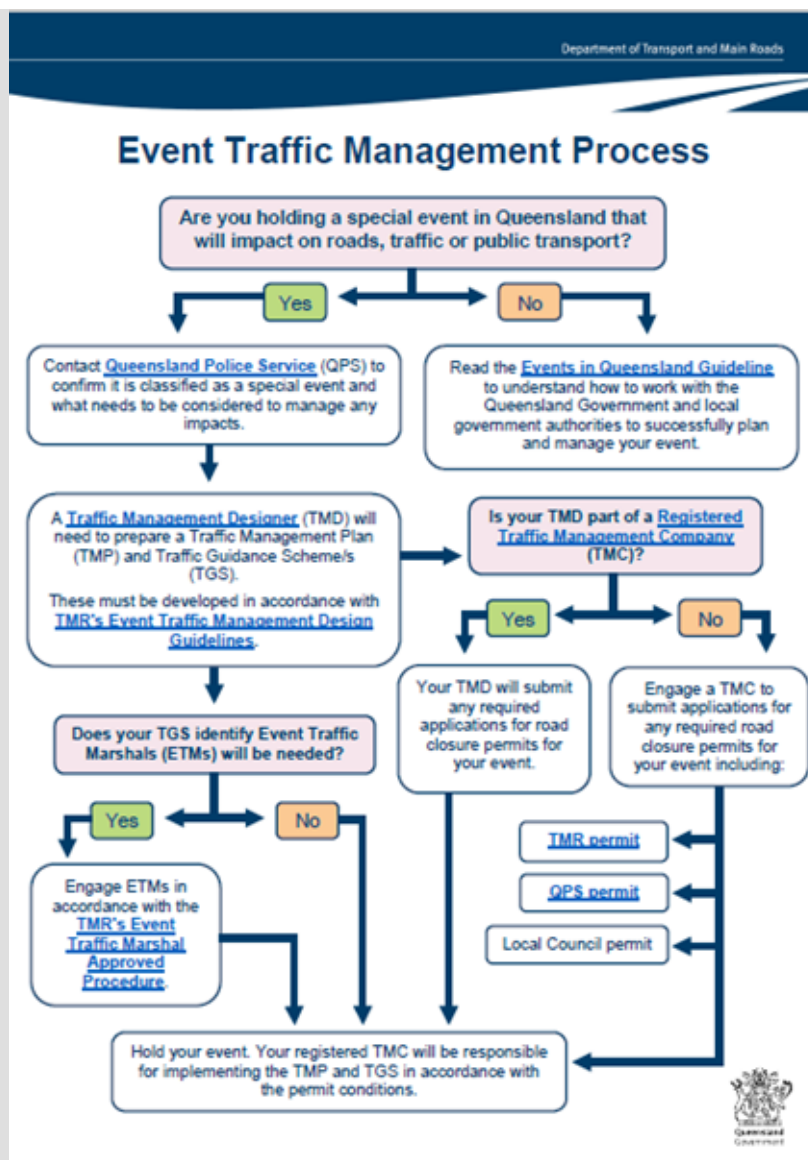 Department of Transport and Main Roads
Event Traffic Management Process
Are you holding a special event in Queensland that
will impact on roads, traffic or public transport?
Yes
No
Contact Queensland Police Service (QPS) to
confirm it is classified as a special event and
what needs to be considered to manage any
impacts.
Read the Events in Queensland Guideline
to understand how to work with the
Queensland Government and local
government authorities to successfully plan
and manage your event.
A Traffic Management Designer (TMD) will
need to prepare a Traffic Management Plan
(TMP) and Traffic Guidance Scheme/s
(TGS).
These must be developed in accordance with
TMR's Event Traffic Management Design
Guidelines.
Is your TMD part of a Registered
Traffic Management Company
(TMC)?
Yes
No
Your TMD will submit
any required
applications for road
closure permits for
your event.
Engage a TMC to
submit applications for
any required road
closure permits for
your event including:
Does your TGS identify Event Traffic
Marshals (ETMs) will be needed?
Yes
No
TMR permit
QPS permit
Local Council permit
Engage ETMs in
accordance with the
TMR's Event
Traffic Marshal
Approved
Procedure.
Hold your event. Your registered TMC will be responsible
for implementing the TMP and TGS in accordance with
the permit conditions.
Queensland
Government